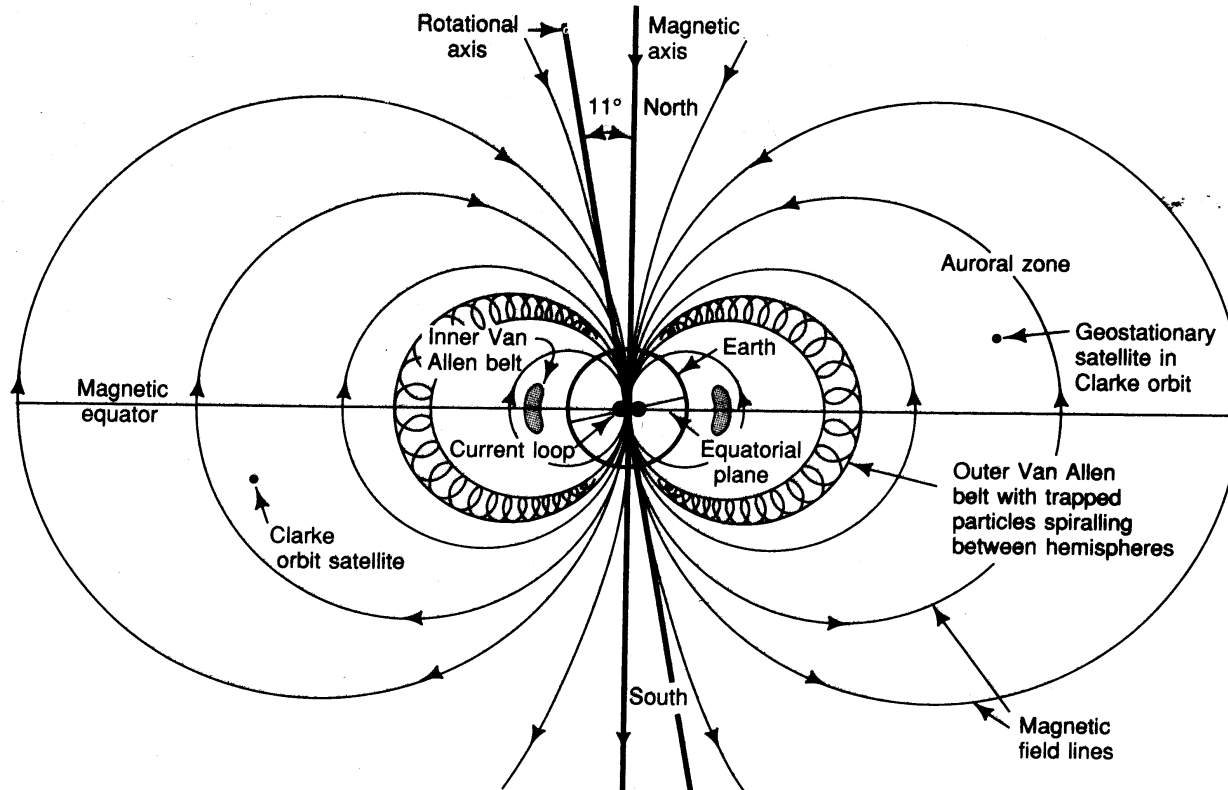 Rotational
axis
Magnetic
axis
11°
North
Auroral zone
Geostationary
satellite in
Clarke orbit
Inner Van
Allen belt
Earth
Magnetic
equator
Current loop
Equatorial
plane
Outer Van Allen
belt with trapped
particles spiralling
between hemispheres
Clarke
orbit satellite
South
Magnetic
field lines